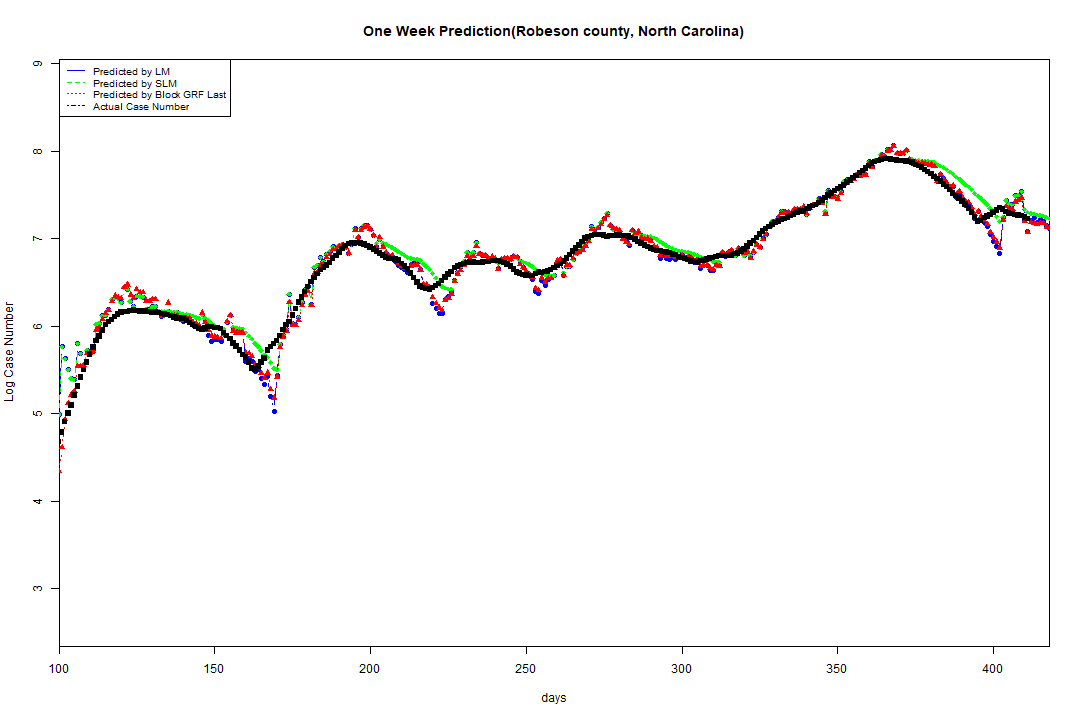 One Week Prediction(Robeson county, North Carolina)
Predicted by LM
Predicted by SLM
Predicted by Block GRF Last
Actual Case Number
Log Case Number
9
8
7
6
5
4
3
100 150 200 250 300 350 400
days